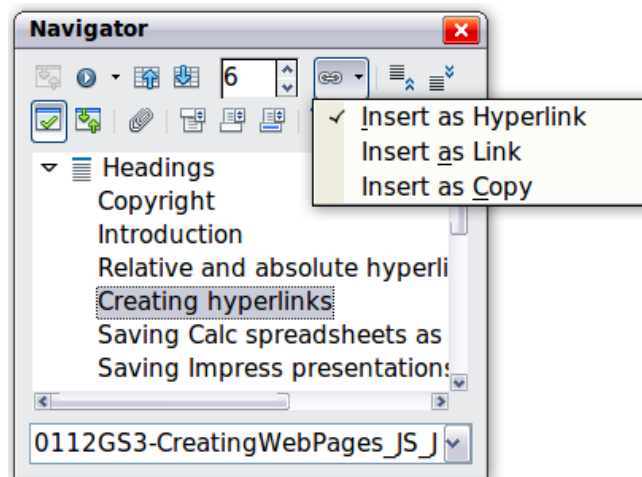 Navigator
6
Insert as Hyperlink
Insert as Link
Insert as Copy
Headings
Copyright
Introduction
Relative and absolute hyperli
Creating hyperlinks
Saving Calc spreadsheets as
Saving Impress presentations
0112GS3-CreatingWebPages_JS_J